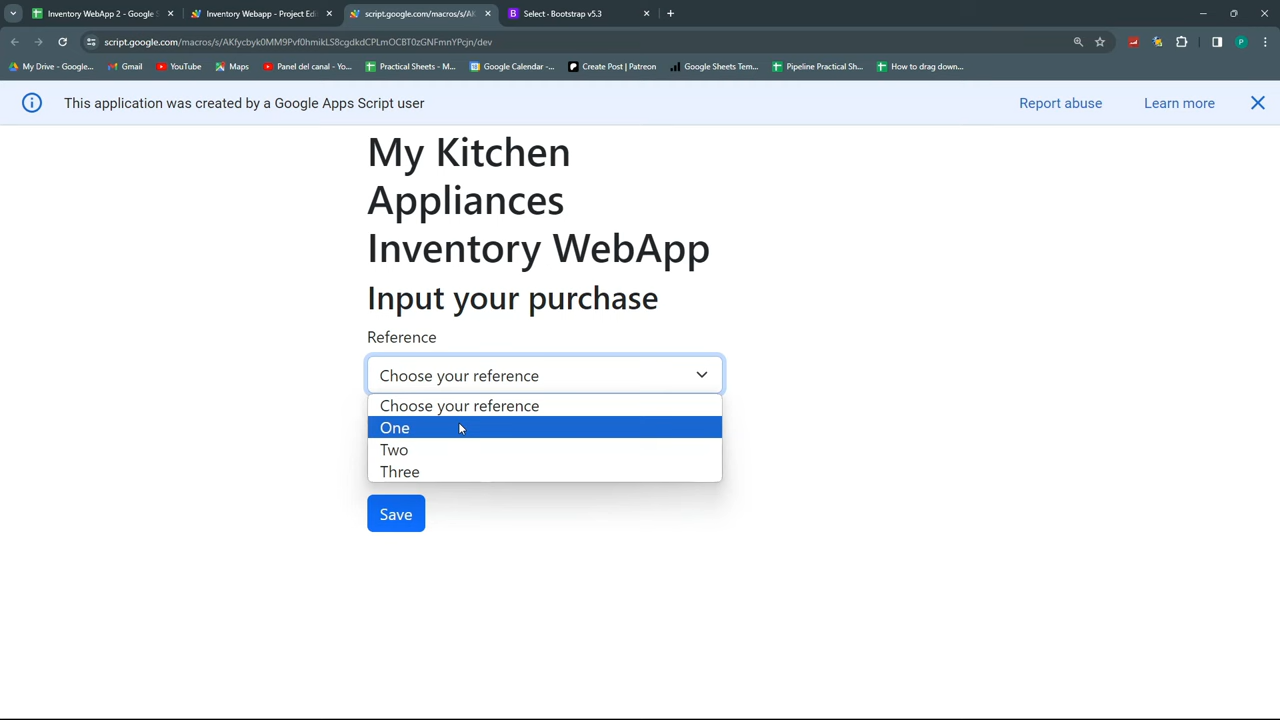 Inventory WebApp 2 - Google S
Inventory Webapp - Project Edi
script.google.com/macros/s/AK
Select · Bootstrap v5.3
script.google.com/macros/s/AKfycbyk0MM9Pvf0hmikLS8cgdkdCPLmOCBT0zGNFmnYPcjn/dev
My Drive - Google...
Gmail
YouTube
Maps
Panel del canal - Yo...
Practical Sheets - M...
Google Calendar -...
Create Post | Patreon
Google Sheets Tem...
Pipeline Practical Sh...
How to drag down...
This application was created by a Google Apps Script user
Report abuse
Learn more
My Kitchen
Appliances
Inventory WebApp
Input your purchase
Reference
Choose your reference
Choose your reference
One
Two
Three
Save